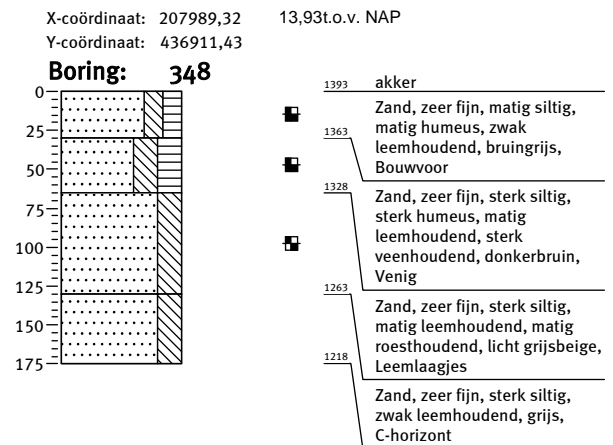 X-coördinaat: 207989,32 13,93t.o.v. NAP
Y-coördinaat: 436911,43
Boring: 348
0
25
50
75
100
125
150
175
1393 akker
Zand, zeer fijn, matig siltig,
matig humeus, zwak
leemhoudend, bruingrijs,
Bouwvoor
1363
Zand, zeer fijn, sterk siltig,
sterk humeus, matig
leemhoudend, sterk
veenhoudend, donkerbruin,
Venig
1328
Zand, zeer fijn, sterk siltig,
matig leemhoudend, matig
roesthoudend, licht grijsbeige,
Leemlaagjes
1263
Zand, zeer fijn, sterk siltig,
zwak leemhoudend, grijs,
C-horizont
1218